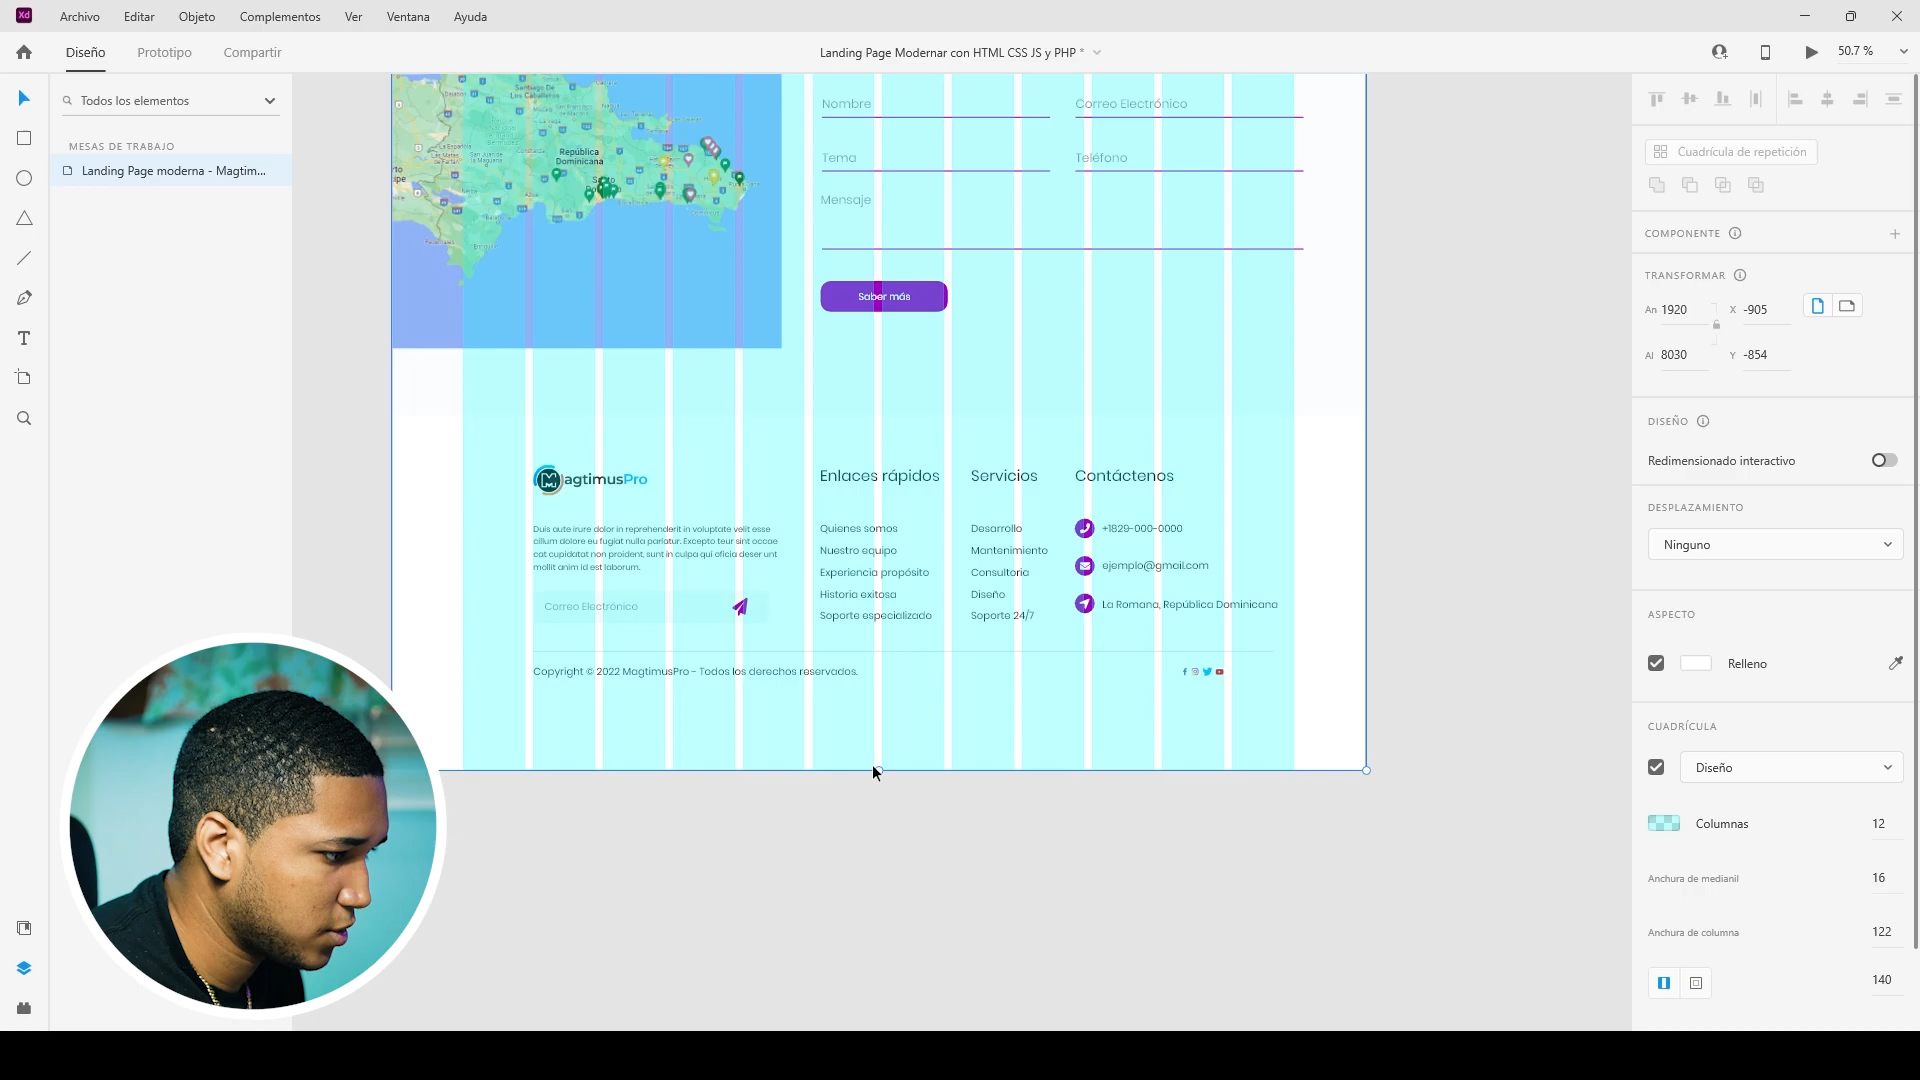 Xd
Archivo
Editar
Objeto
Complementos
Ver
Ventana
Ayuda
Diseño
Prototipo
Compartir
Landing Page Modernar con HTML CSS JS y PHP *
50.7 %
Todos los elementos
MESAS DE TRABAJO
Landing Page moderna - Magtim...
República
Dominicana
Nombre
Correo Electrónico
Tema
Teléfono
Mensaje
Saber más
MagtimusPro
Duis aute irure dolor in reprehenderit in voluptate velit esse
cillum dolore eu fugiat nulla pariatur. Excepto teur sint occae
cat cupidatat non proident, sunt in culpa qui oficia deser unt
mollit anim id est laborum.
Correo Electrónico
Enlaces rápidos
Quienes somos
Nuestro equipo
Experiencia propósito
Historia exitosa
Soporte especializado
Servicios
Desarrollo
Mantenimiento
Consultoria
Diseño
Soporte 24/7
Contáctenos
+1829-000-0000
ejemplo@gmail.com
La Romana, República Dominicana
Copyright © 2022 MagtimusPro - Todos los derechos reservados.
Cuadrícula de repetición
COMPONENTE
TRANSFORMAR
An 1920
X -905
Al 8030
Y -854
DISEÑO
Redimensionado interactivo
DESPLAZAMIENTO
Ninguno
ASPECTO
Relleno
CUADRÍCULA
Diseño
Columnas 12
Anchura de medianil 16
Anchura de columna 122
140